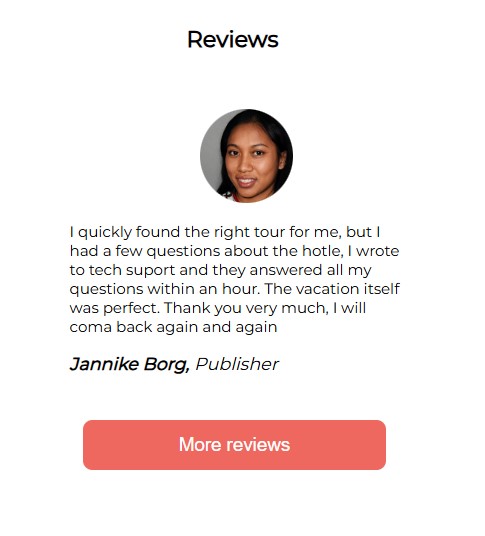 Reviews
I quickly found the right tour for me, but I
had a few questions about the hotle, I wrote
to tech suport and they answered all my
questions within an hour. The vacation itself
was perfect. Thank you very much, I will
coma back again and again
Jannike Borg, Publisher
More reviews